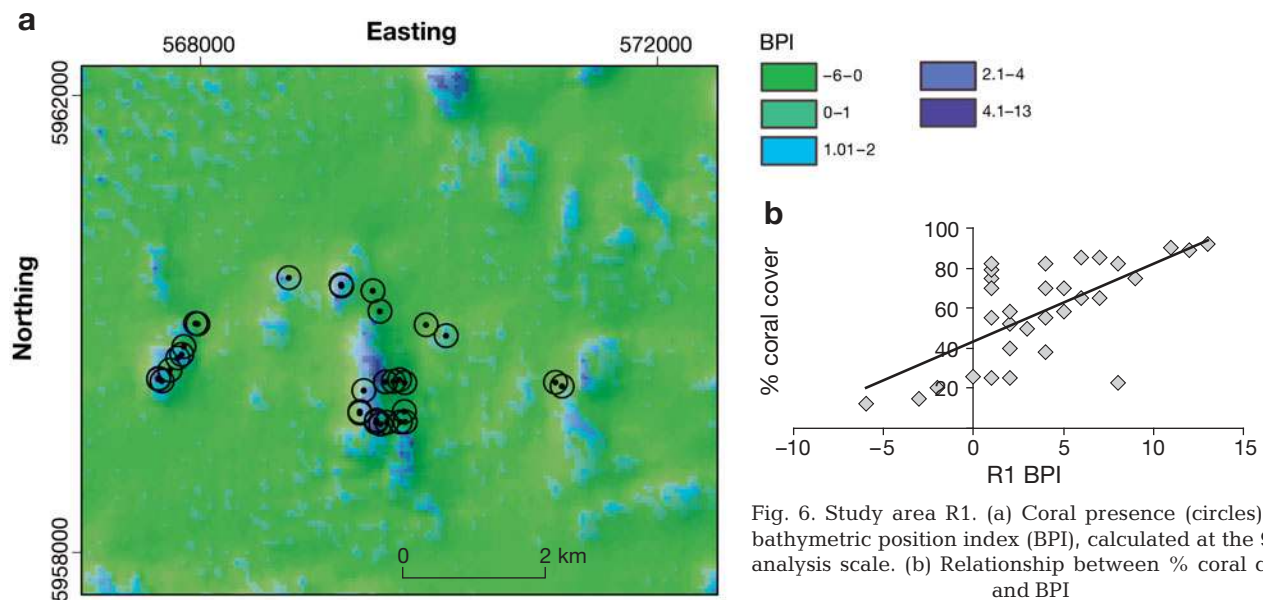 a
Easting
568000 572000
5962000
Northing
5958000
0 2 km
BPI
−6−0
0−1
1.01−2
2.1−4
4.1−13
b
100
80
60
40
20
% coral cover
−10 −5 0 5 10 15
R1 BPI
Fig. 6. Study area R1. (a) Coral presence (circles)
bathymetric position index (BPI), calculated at the
analysis scale. (b) Relationship between % coral
and BPI